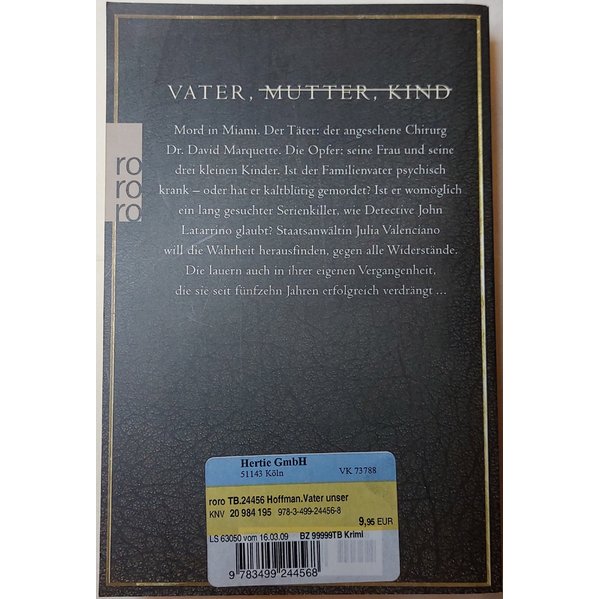 VATER, MUTTER, KIND
Mord in Miami. Der Täter: der angesehene Chirurg
Dr. David Marquette. Die Opfer: seine Frau und seine
drei kleinen Kinder. Ist der Familienvater psychisch
krank – oder hat er kaltblütig gemordet? Ist er womöglich
ein lang gesuchter Serienkiller, wie Detective John
Latarrino glaubt? Staatsanwältin Julia Valenciano
will die Wahrheit herausfinden, gegen alle Widerstände.
Die lauern auch in ihrer eigenen Vergangenheit,
die sie seit fünfzehn Jahren erfolgreich verdrängt ...
ro
ro
ro
Hertie GmbH
51143 Köln VK 73788
roro TB.24456 Hoffman.Vater unser
KNV 20 984 195 978-3-499-24456-8
9,95 EUR
LS 63050 vom 16.03.09 BZ 99999TB Krimi
9 783499 244568